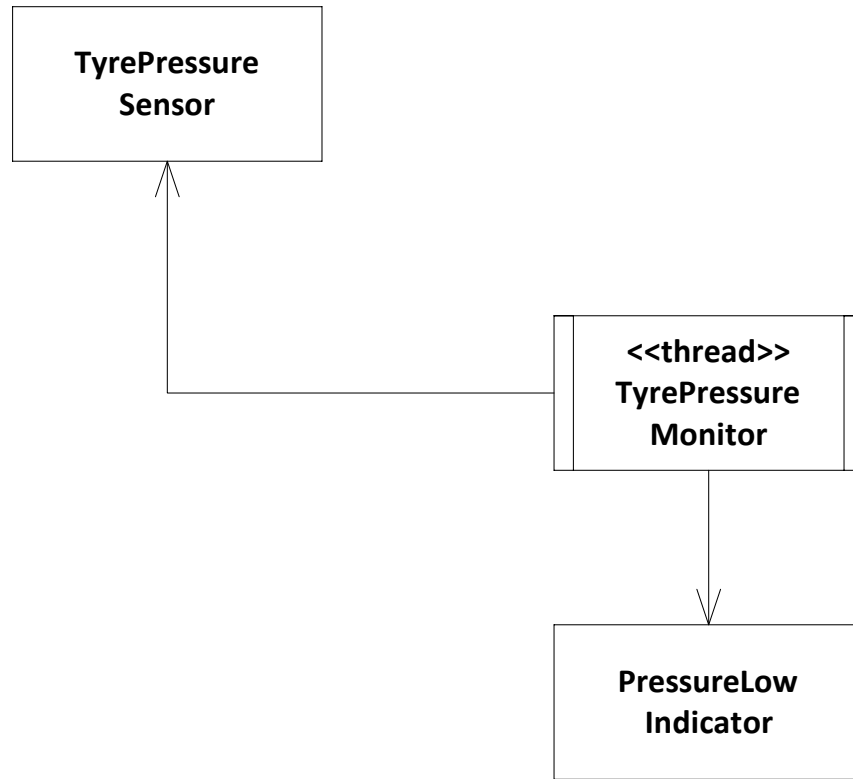 TyrePressure
Sensor
<<thread>>
TyrePressure
Monitor
PressureLow
Indicator